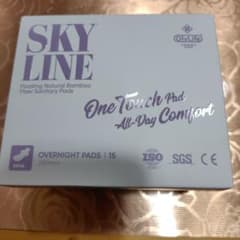 SKY
LINE
Floating Natural Bamboo
Fiber Sanitary Pads
One Touch Pad
All-Day Comfort
OVERNIGHT PADS | 15
ISO
SGS
CE